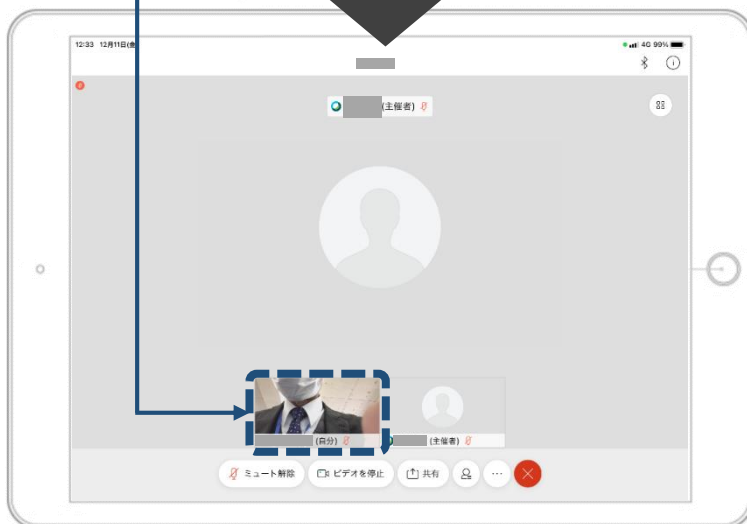 12:33 12月11日(金
4G 99%
(主催者)
(自分)
(主催者)
ミュート解除
ビデオを停止
共有